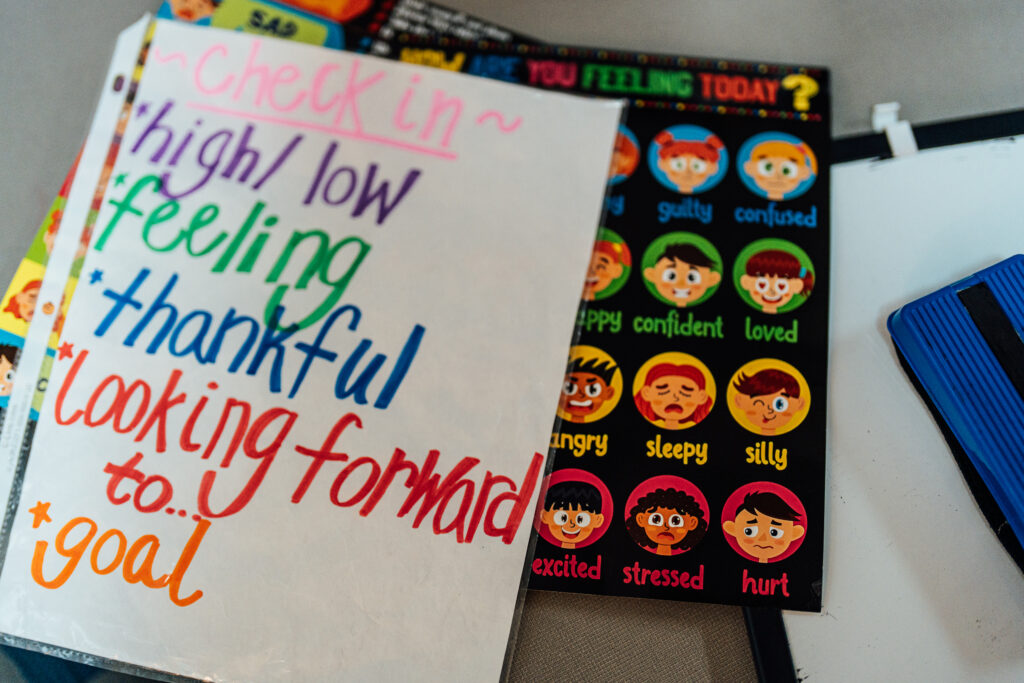 SAD
HOW ARE YOU FEELING TODAY?
~Check in~
*high/low
*feeling
*thankful
*Looking forward
to...
*goal
guilty
confused
confident
loved
angry
sleepy
silly
excited
stressed
hurt